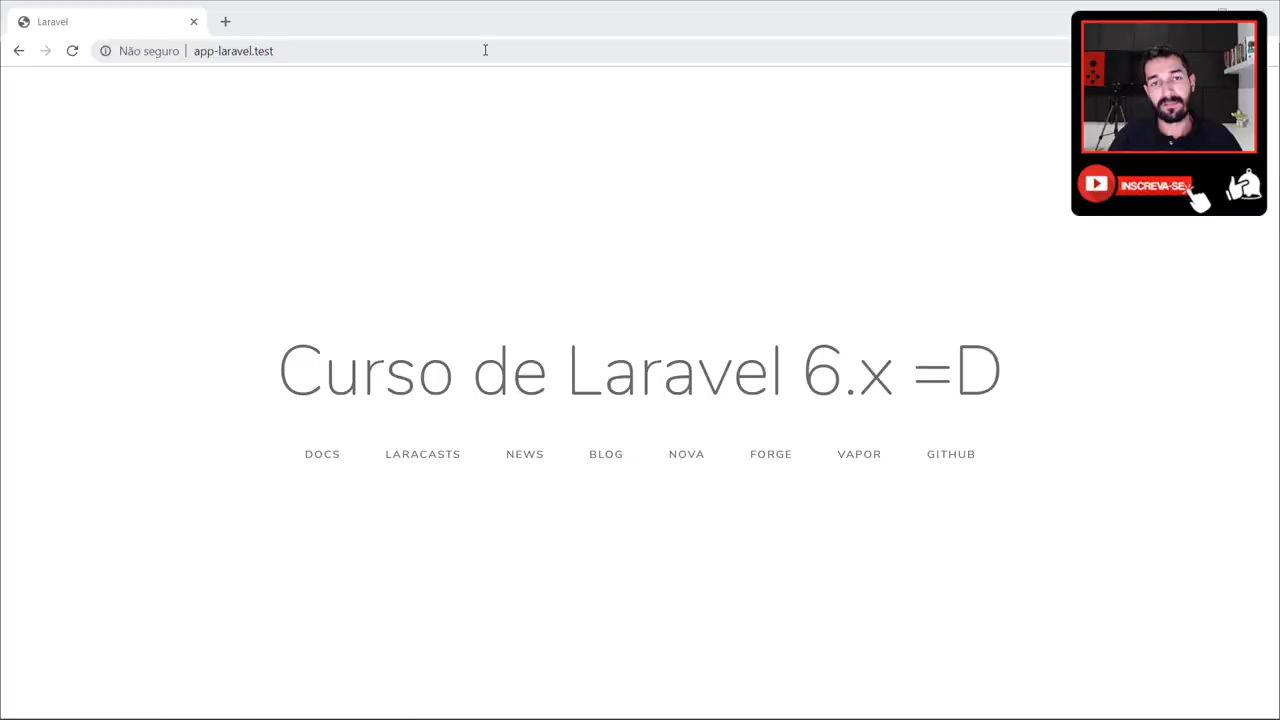 Laravel
Não seguro | app-laravel.test
INSCREVA-SE
Curso de Laravel 6.x =D
DOCS LARACASTS NEWS BLOG NOVA FORGE VAPOR GITHUB